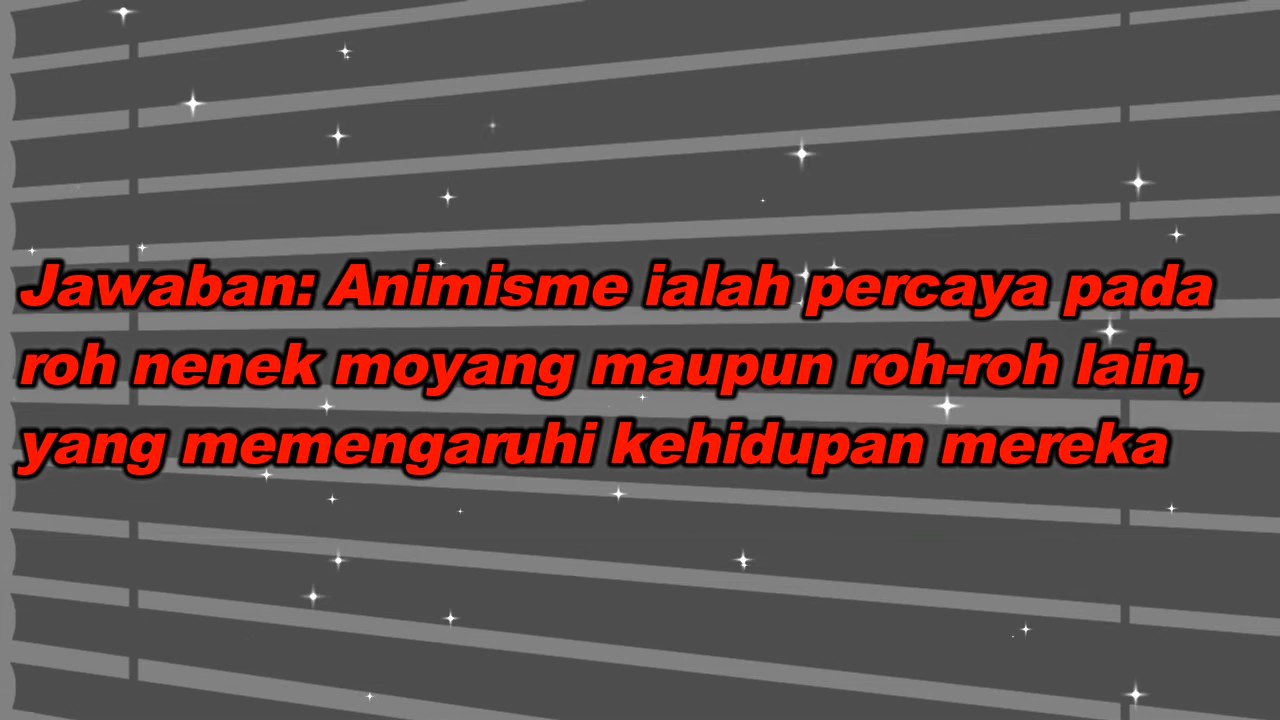 Jawaban: Animisme ialah percaya pada
roh nenek moyang maupun roh-roh lain,
yang memengaruhi kehidupan mereka